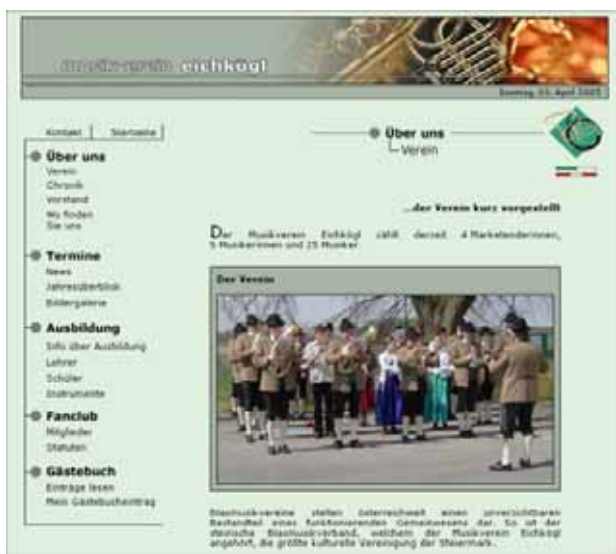 musikverein eichkögl
Sonntag, 03. April 2005
Kontakt
Startseite
Über uns
Verein
Über uns
Verein
Chronik
Vorstand
Wo finden
Sie uns
Termine
News
Jahresüberblick
Bildergalerie
Ausbildung
Info über Ausbildung
Lehrer
Schüler
Instrumente
Fanclub
Mitglieder
Statuten
Gästebuch
Einträge lesen
Mein Gästebucheintrag
...der Verein kurz vorgestellt
Der Musikverein Eichkögl zählt derzeit 4 Marketenderinnen,
5 Musikerinnen und 25 Musiker.
Der Verein
Blasmusikvereine stellen österreichweit einen unverzichtbaren
Bestandteil eines funktionierenden Gemeinwesens dar. So ist der
steirische Blasmusikverband, welchem der Musikverein Eichkögl
angehört, die größte kulturelle Vereinigung der Steiermark.